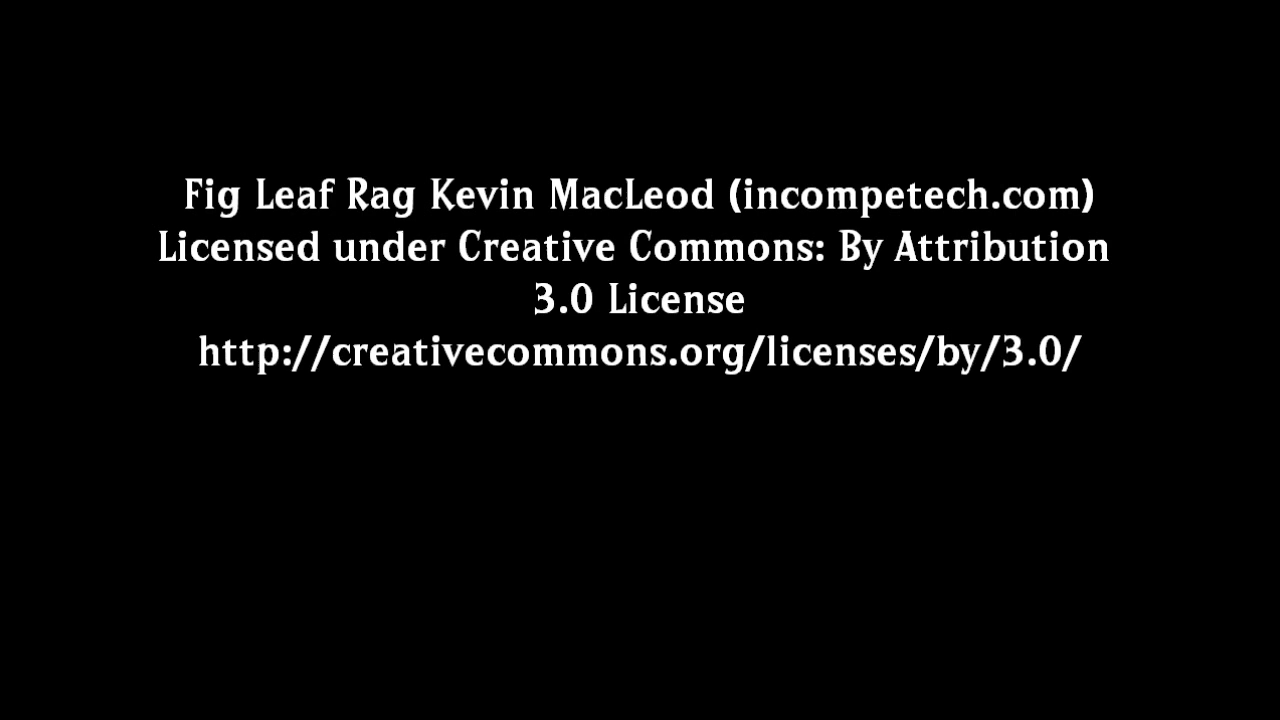 Fig Leaf Rag Kevin MacLeod (incompetech.com)
Licensed under Creative Commons: By Attribution
3.0 License
http://creativecommons.org/licenses/by/3.0/